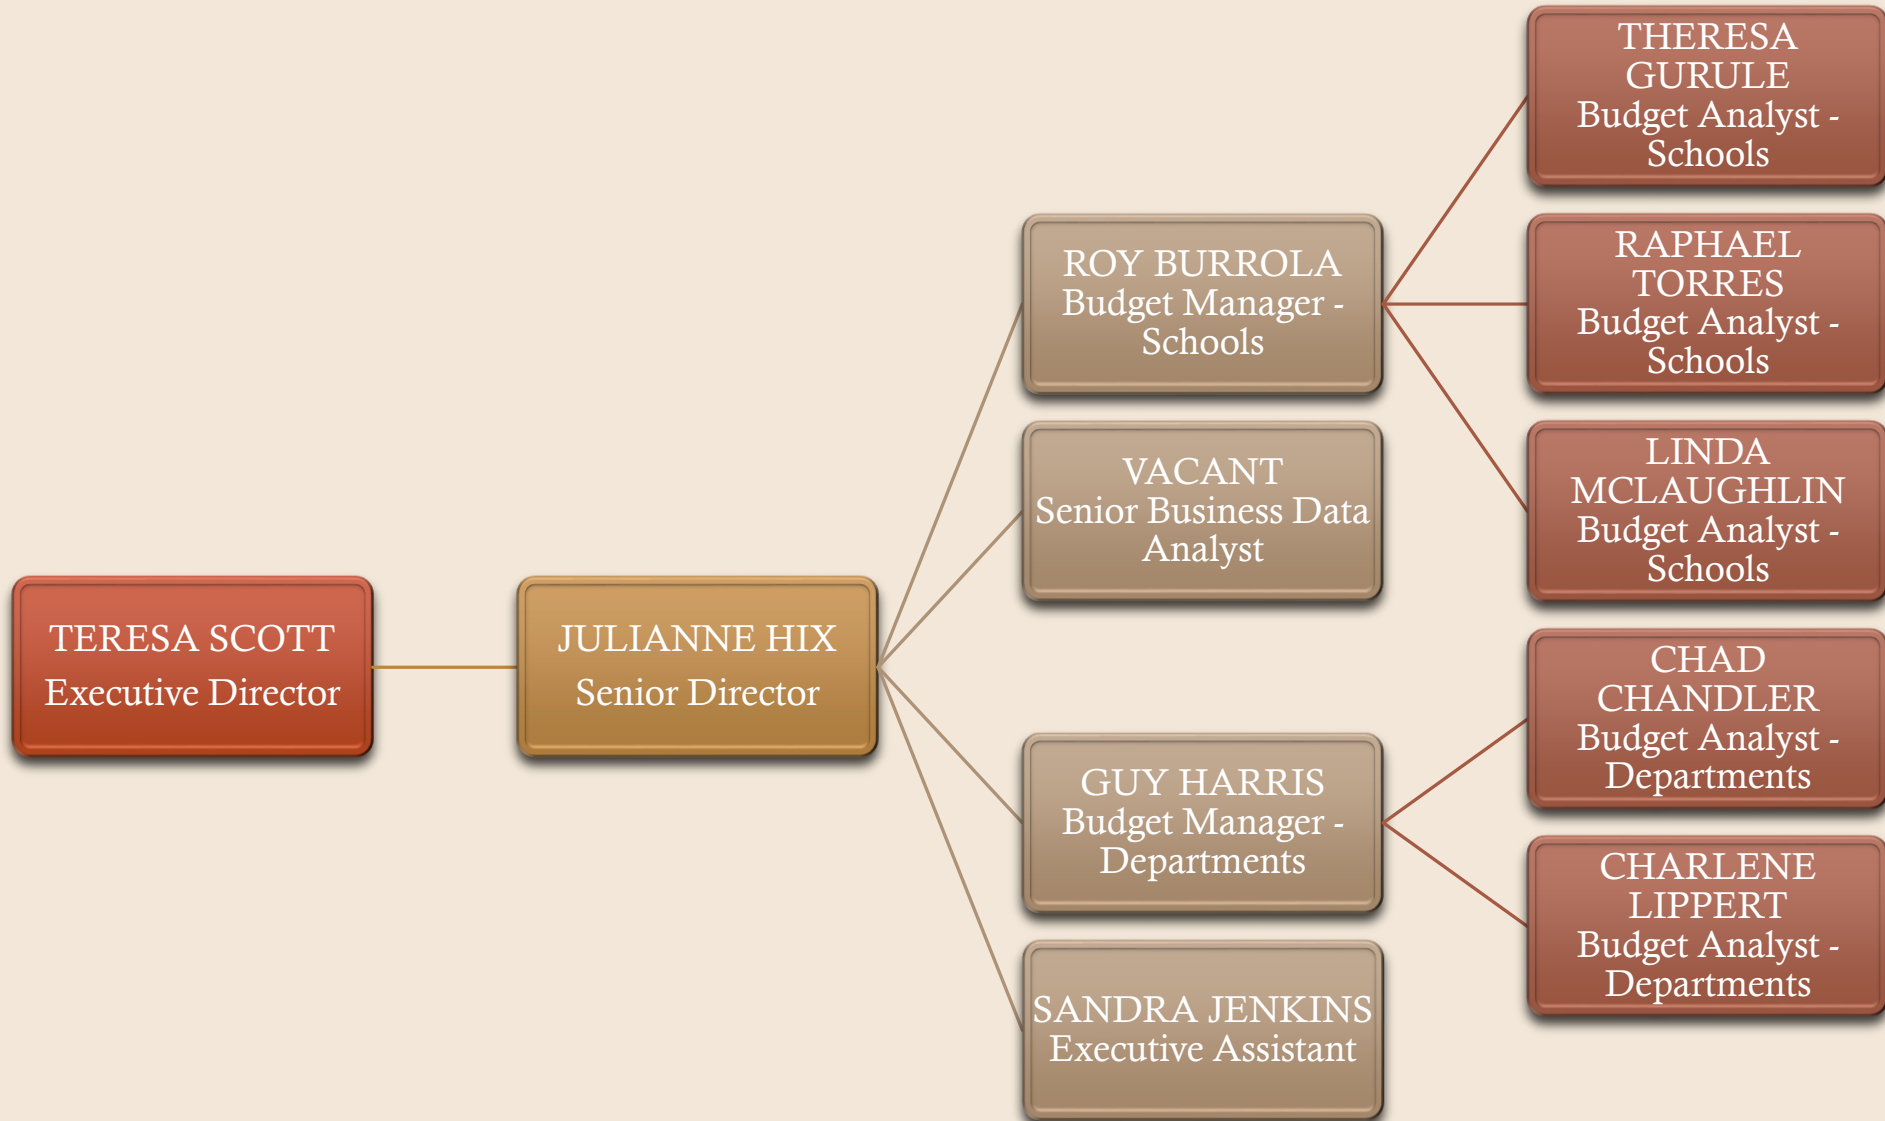 TERESA SCOTT
Executive Director
JULIANNE HIX
Senior Director
ROY BURROLA
Budget Manager -
Schools
THERESA
GURULE
Budget Analyst -
Schools
RAPHAEL
TORRES
Budget Analyst -
Schools
LINDA
MCLAUGHLIN
Budget Analyst -
Schools
VACANT
Senior Business Data
Analyst
GUY HARRIS
Budget Manager -
Departments
CHAD
CHANDLER
Budget Analyst -
Departments
CHARLENE
LIPPERT
Budget Analyst -
Departments
SANDRA JENKINS
Executive Assistant